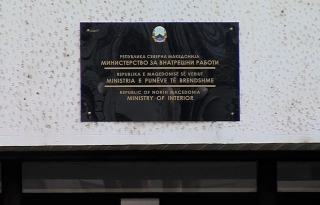 РЕПУБЛИКА СЕВЕРНА МАКЕДОНИЈА
МИНИСТЕРСТВО ЗА ВНАТРЕШНИ РАБОТИ
REPUBLIKA E MAQEDONISË SË VERIUT
MINISTRIA E PUNËVE TË BRENDSHME
REPUBLIC OF NORTH MACEDONIA
MINISTRY OF INTERIOR